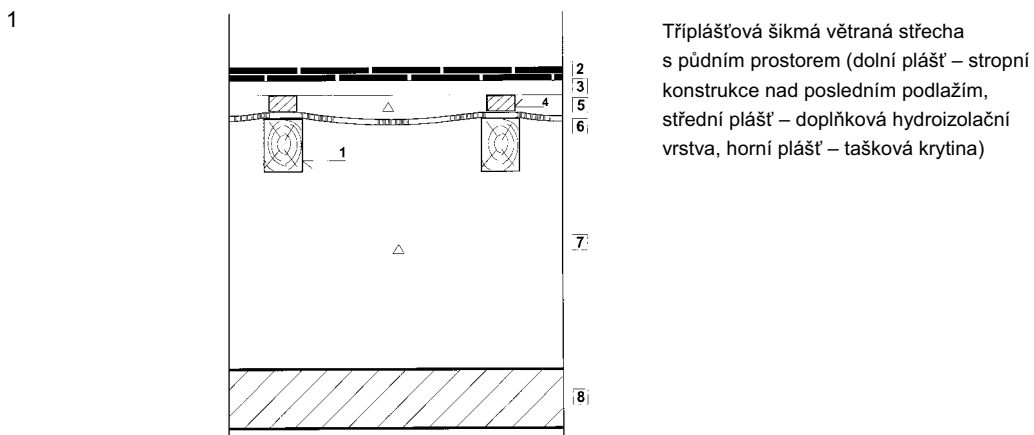 1
2
3
4
5
6
1
7
8
Tříplášťová šikmá větraná střecha
s půdním prostorem (dolní plášť – stropní
konstrukce nad posledním podlažím,
střední plášť – doplňková hydroizolační
vrstva, horní plášť – tašková krytina)